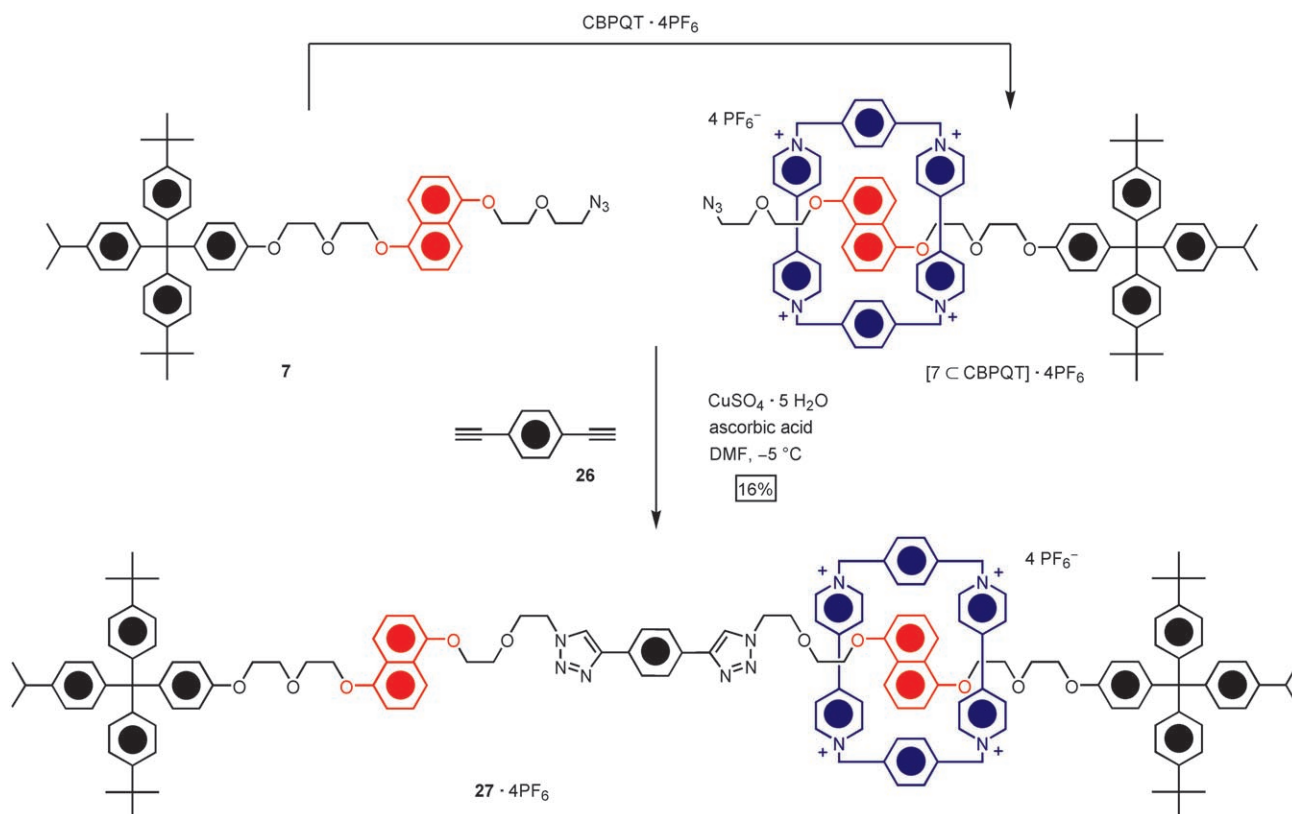 CBPQT · 4PF6
4 PF6–
+ N N +
O O O O N3
N3 O O O O O
+ N N +
7
[7 ⊂ CBPQT] · 4PF6
26
CuSO4 · 5 H2O
ascorbic acid
DMF, –5 °C
16%
4 PF6–
+ N N +
O O O O O N N N N N N O O O O O
+ N N +
27 · 4PF6